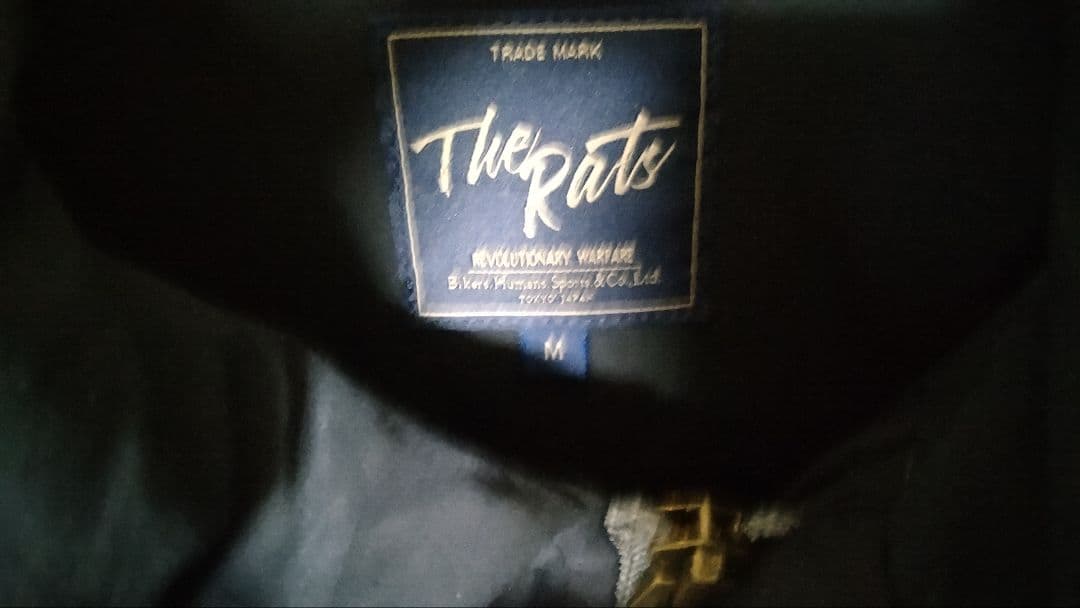 TRADE MARK
The Rats
REVOLUTIONARY WARFARE
Bikers Humans Sports & Co., Ltd.
TOKYO JAPAN
M